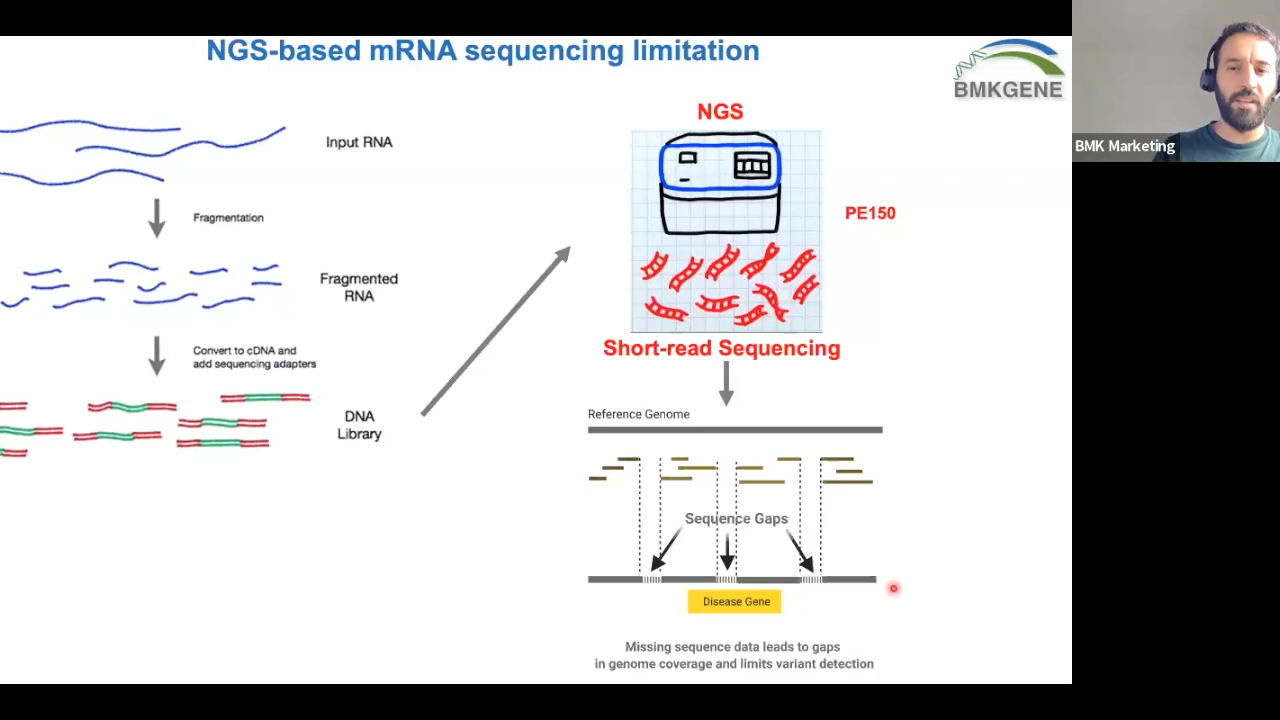 NGS-based mRNA sequencing limitation
BMKGENE
BMK Marketing
Input RNA
Fragmentation
Fragmented
RNA
Convert to cDNA and
add sequencing adapters
DNA
Library
NGS
PE150
Short-read Sequencing
Reference Genome
Sequence Gaps
Disease Gene
Missing sequence data leads to gaps
in genome coverage and limits variant detection